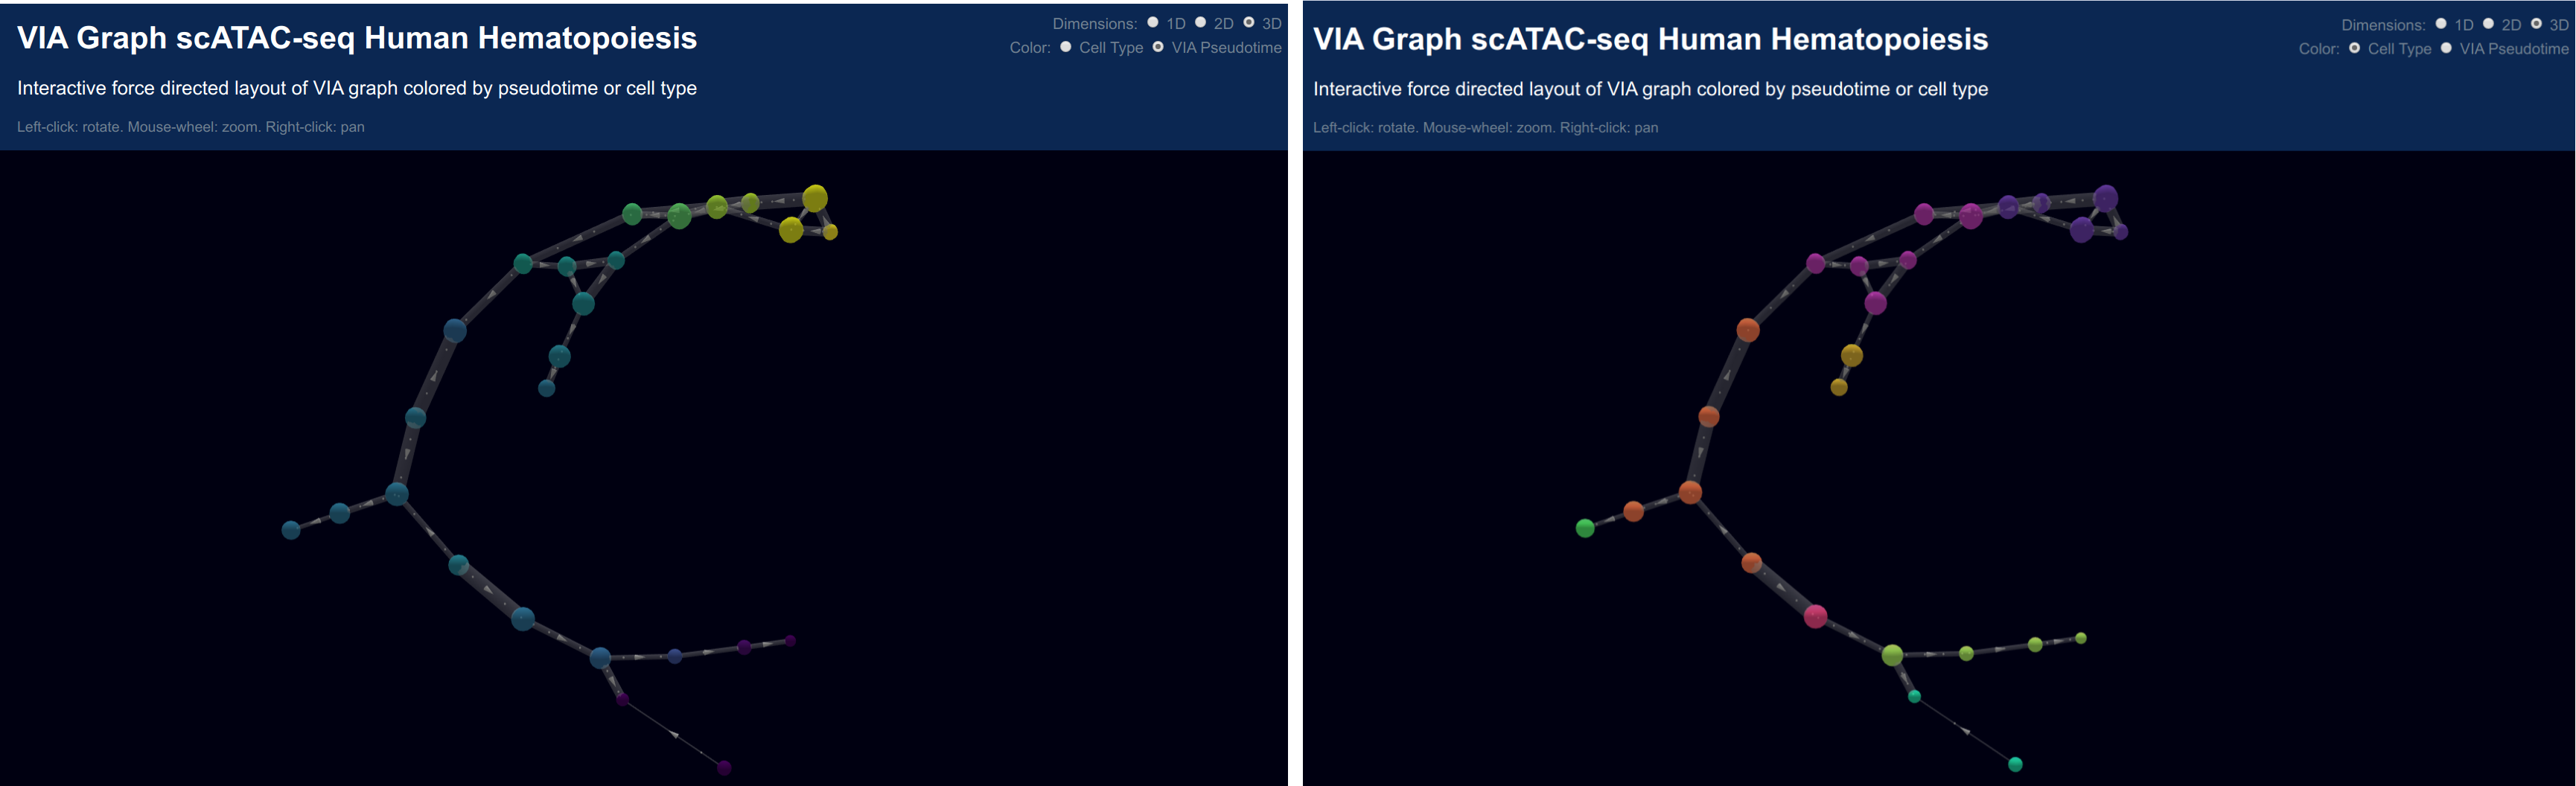 VIA Graph scATAC-seq Human Hematopoiesis
Dimensions: 1D 2D 3D
Color: Cell Type VIA Pseudotime
Interactive force directed layout of VIA graph colored by pseudotime or cell type
Left-click: rotate. Mouse-wheel: zoom. Right-click: pan
VIA Graph scATAC-seq Human Hematopoiesis
Dimensions: 1D 2D 3D
Color: Cell Type VIA Pseudotime
Interactive force directed layout of VIA graph colored by pseudotime or cell type
Left-click: rotate. Mouse-wheel: zoom. Right-click: pan